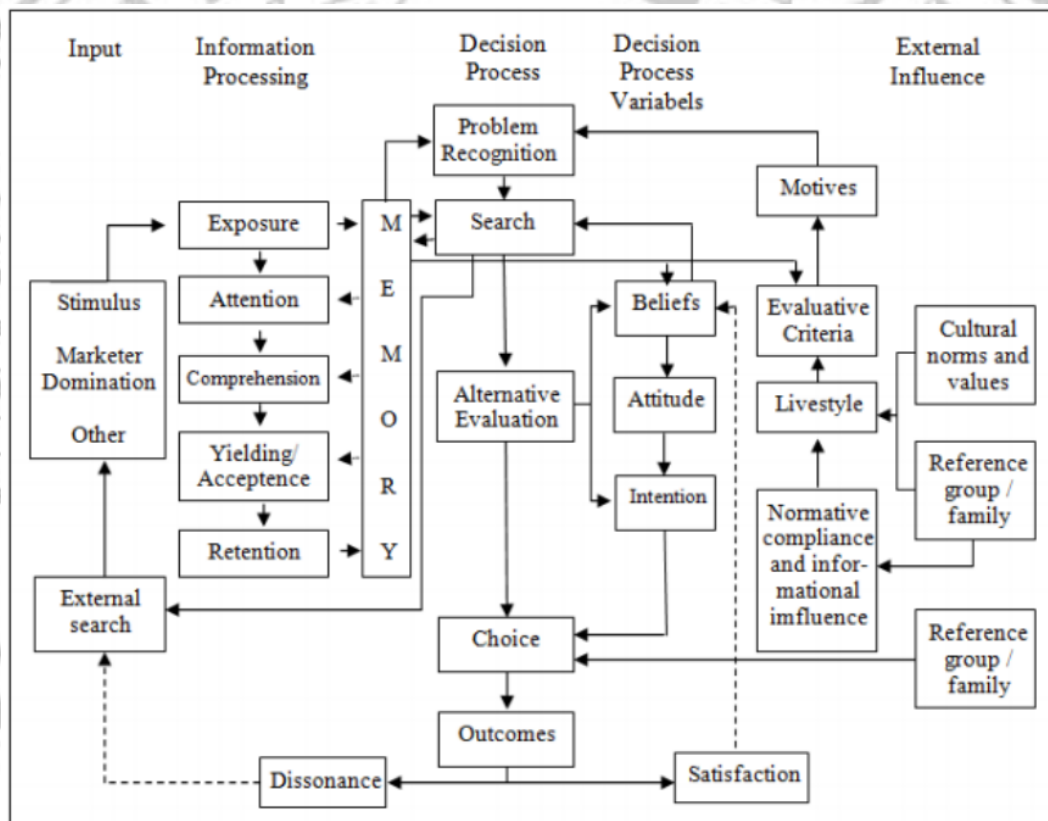 Input
Information
Processing
Decision
Process
Decision
Process
Variabels
External
Influence
Problem
Recognition
Motives
Exposure
M
Search
Attention
E
Stimulus
Marketer
Domination
Other
Beliefs
Evaluative
Criteria
Cultural
norms and
values
Comprehension
M
Alternative
Evaluation
Attitude
Livestyle
O
Yielding/
Acceptence
R
Intention
Reference
group /
family
Normative
compliance
and infor-
mational
imfluence
Retention
Y
External
search
Choice
Reference
group /
family
Outcomes
Dissonance
Satisfaction